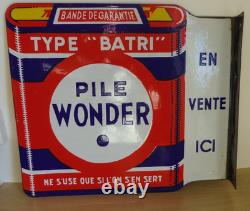 BANDE DE GARANTIE
TYPE "BATRI"
PILE
WONDER
NE S'USE QUE SI L'ON S'EN SERT
EN
VENTE
ICI